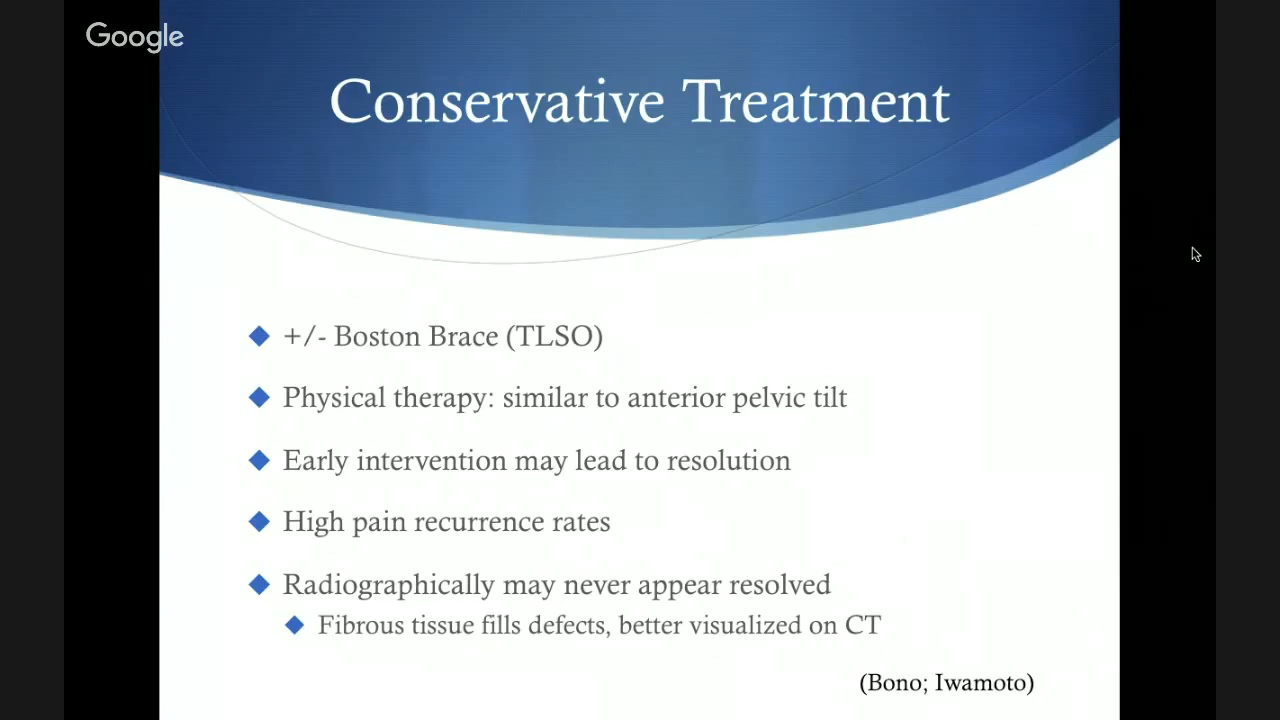 Google
Conservative Treatment
+/- Boston Brace (TLSO)
Physical therapy: similar to anterior pelvic tilt
Early intervention may lead to resolution
High pain recurrence rates
Radiographically may never appear resolved
Fibrous tissue fills defects, better visualized on CT
(Bono; Iwamoto)